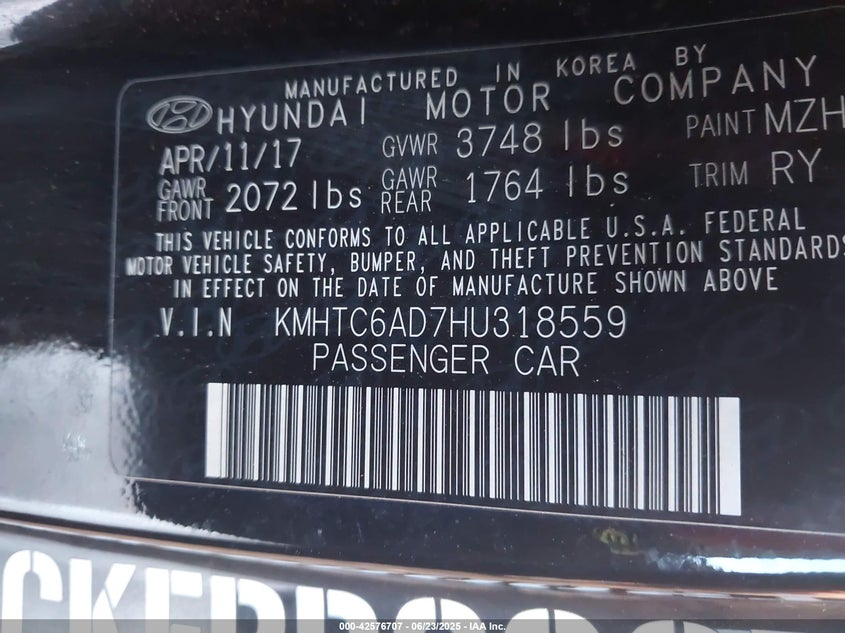 MANUFACTURED IN KOREA BY
HYUNDAI MOTOR COMPANY
APR/11/17 GVWR 3748 lbs PAINT MZH
GAWR FRONT 2072 lbs GAWR REAR 1764 lbs TRIM RY
THIS VEHICLE CONFORMS TO ALL APPLICABLE U.S.A. FEDERAL
MOTOR VEHICLE SAFETY, BUMPER, AND THEFT PREVENTION STANDARDS
IN EFFECT ON THE DATE OF MANUFACTURE SHOWN ABOVE
V.I.N KMHTC6AD7HU318559
PASSENGER CAR
000-42576707 - 06/23/2025 - IAA Inc.